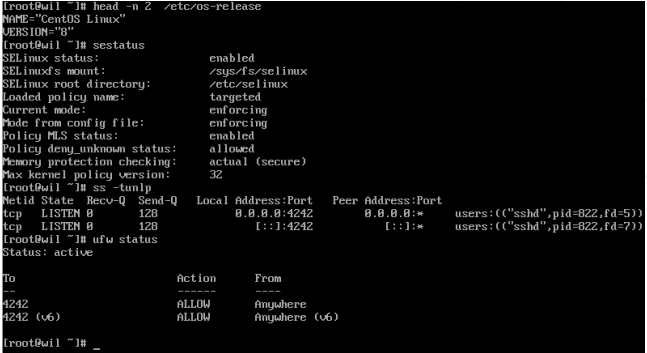 [root@wil ~]# head -n 2  /etc/os-release
NAME="CentOS Linux"
VERSION="8"
[root@wil ~]# sestatus
SELinux status:                 enabled
SELinuxfs mount:                /sys/fs/selinux
SELinux root directory:         /etc/selinux
Loaded policy name:             targeted
Current mode:                   enforcing
Mode from config file:          enforcing
Policy MLS status:              enabled
Policy deny_unknown status:     allowed
Memory protection checking:     actual (secure)
Max kernel policy version:      32
[root@wil ~]# ss -tunlp
Netid State  Recv-Q  Send-Q   Local Address:Port   Peer Address:Port
tcp   LISTEN 0       128            0.0.0.0:4242        0.0.0.0:*     users:(("sshd",pid=822,fd=5))
tcp   LISTEN 0       128               [::]:4242           [::]:*     users:(("sshd",pid=822,fd=7))
[root@wil ~]# ufw status
Status: active
To                         Action      From
--                         ------      ----
4242                       ALLOW       Anywhere
4242 (v6)                  ALLOW       Anywhere (v6)
[root@wil ~]# _